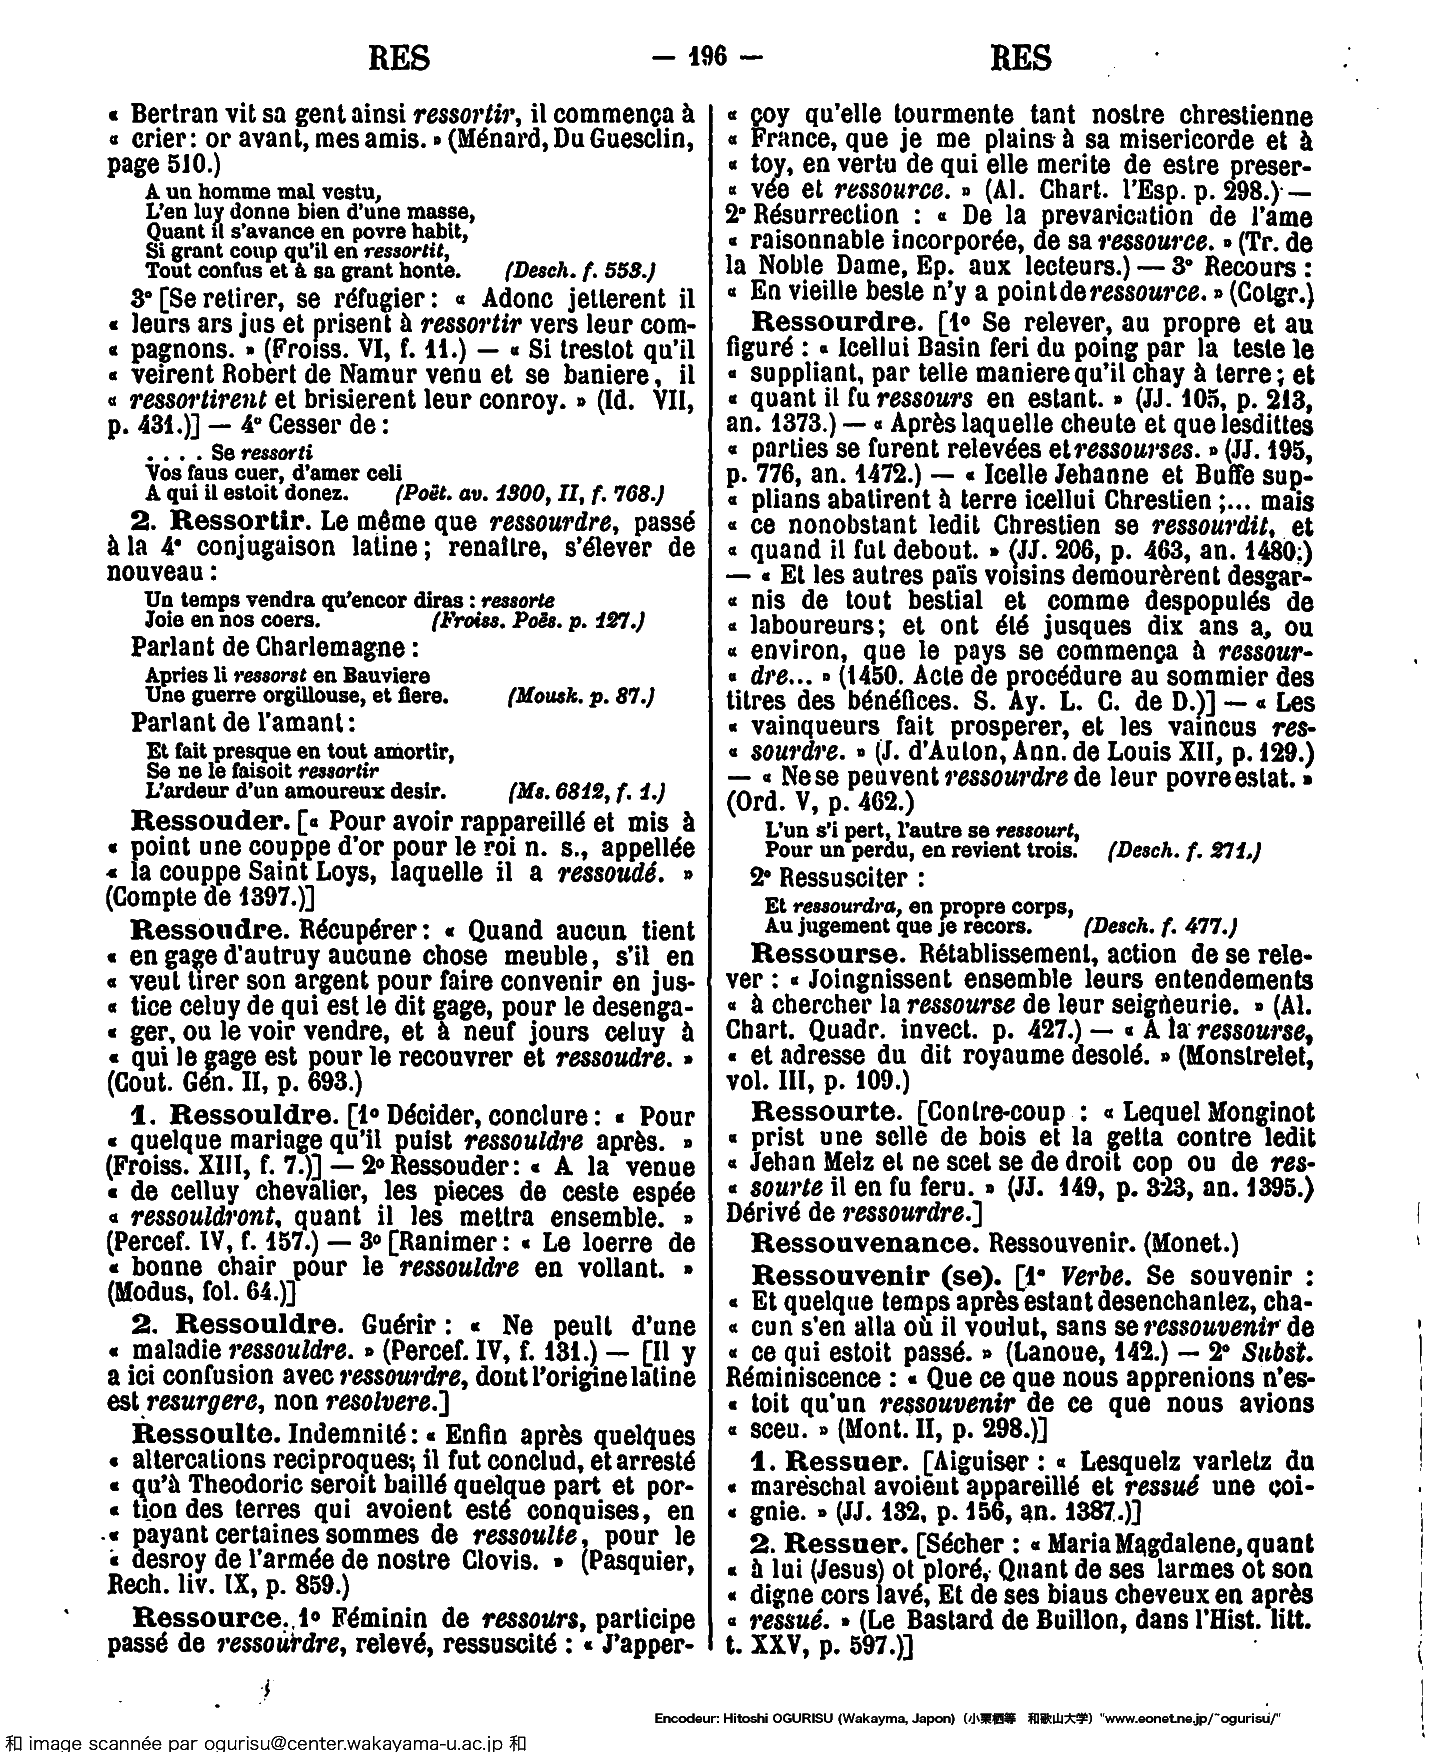 RES — 196 — RES
« Bertran vit sa gent ainsi ressortir, il commença à
« crier : or avant, mes amis. » (Ménard, Du Guesclin,
page 510.)
A un homme mal vestu,
L'en luy donne bien d'une masse,
Quant il s'avance en povre habit,
Si grant coup qu'il en ressortit,
Tout confus et à sa grant honte. (Desch. f. 553.)
3° [Se retirer, se réfugier : « Adonc jetterent il
« leurs ars jus et prisent à ressortir vers leur com-
« pagnons. » (Froiss. VI, f. 11.) — « Si trestot qu'il
« veirent Robert de Namur venu et se baniere, il
« ressortirent et brisierent leur conroy. » (Id. VII,
p. 431.)] — 4° Cesser de :
. . . . Se ressorti
Vos faus cuer, d'amer celi
A qui il estoit donez. (Poët. av. 1300, II, f. 768.)
2. Ressortir. Le même que ressourdre, passé
à la 4e conjugaison latine ; renaître, s'élever de
nouveau :
Un temps vendra qu'encor diras : ressorte
Joie en nos coers. (Froiss. Poës. p. 127.)
Parlant de Charlemagne :
Apries li ressorst en Bauviere
Une guerre orgillouse, et fiere. (Mousk. p. 87.)
Parlant de l'amant :
Et fait presque en tout amortir,
Se ne le faisoit ressortir
L'ardeur d'un amoureux desir. (Ms. 6812, f. 1.)
Ressouder. [« Pour avoir rappareillé et mis à
« point une couppe d'or pour le roi n. s., appellée
« la couppe Saint Loys, laquelle il a ressoudé. »
(Compte de 1397.)]
Ressoudre. Récupérer : « Quand aucun tient
« en gage d'autruy aucune chose meuble, s'il en
« veut tirer son argent pour faire convenir en jus-
« tice celuy de qui est le dit gage, pour le desenga-
« ger, ou le voir vendre, et à neuf jours celuy à
« qui le gage est pour le recouvrer et ressoudre. »
(Cout. Gén. II, p. 693.)
1. Ressouldre. [1° Décider, conclure : « Pour
« quelque mariage qu'il puist ressouldre après. »
(Froiss. XIII, f. 7.)] — 2° Ressouder : « A la venue
« de celluy chevalier, les pieces de ceste espée
« ressouldront, quant il les mettra ensemble. »
(Percef. IV, f. 157.) — 3° [Ranimer : « Le loerre de
« bonne chair pour le ressouldre en vollant. »
(Modus, fol. 64.)]
2. Ressouldre. Guérir : « Ne peult d'une
« maladie ressouldre. » (Percef. IV, f. 131.) — [Il y
a ici confusion avec ressourdre, dont l'origine latine
est resurgere, non resolvere.]
Ressoulte. Indemnité : « Enfin après quelques
« altercations reciproques; il fut conclud, et arresté
« qu'à Theodoric seroit baillé quelque part et por-
« tion des terres qui avoient esté conquises, en
« payant certaines sommes de ressoulte, pour le
« desroy de l'armée de nostre Clovis. » (Pasquier,
Rech. liv. IX, p. 859.)
Ressource. 1° Féminin de ressours, participe
passé de ressourdre, relevé, ressuscité : « J'apper-
« çoy qu'elle tourmente tant nostre chrestienne
« France, que je me plains à sa misericorde et à
« toy, en vertu de qui elle merite de estre preser-
« vée et ressource. » (Al. Chart. l'Esp. p. 298.) —
2° Résurrection : « De la prevarication de l'ame
« raisonnable incorporée, de sa ressource. » (Tr. de
la Noble Dame, Ep. aux lecteurs.) — 3° Recours :
« En vieille beste n'y a point de ressource. » (Cotgr.)
Ressourdre. [1° Se relever, au propre et au
figuré : « Icellui Basin feri du poing par la teste le
« suppliant, par telle maniere qu'il chay à terre ; et
« quant il fu ressours en estant. » (JJ. 105, p. 213,
an. 1373.) — « Après laquelle cheute et que lesdittes
« parties se furent relevées et ressourses. » (JJ. 195,
p. 776, an. 1472.) — « Icelle Jehanne et Buffe sup-
« plians abatirent à terre icellui Chrestien ;... mais
« ce nonobstant ledit Chrestien se ressourdit, et
« quand il fut debout. » (JJ. 206, p. 463, an. 1480.)
— « Et les autres païs voisins demourèrent desgar-
« nis de tout bestial et comme despopulés de
« laboureurs; et ont été jusques dix ans a, ou
« environ, que le pays se commença à ressour-
« dre... » (1450. Acte de procédure au sommier des
titres des bénéfices. S. Ay. L. C. de D.)] — « Les
« vainqueurs fait prosperer, et les vaincus res-
« sourdre. » (J. d'Auton, Ann. de Louis XII, p. 129.)
— « Ne se peuvent ressourdre de leur povre estat. »
(Ord. V, p. 462.)
L'un s'i pert, l'autre se ressourt,
Pour un perdu, en revient trois. (Desch. f. 271.)
2° Ressusciter :
Et ressourdra, en propre corps,
Au jugement que je recors. (Desch. f. 477.)
Ressourse. Rétablissement, action de se rele-
ver : « Joingnissent ensemble leurs entendements
« à chercher la ressourse de leur seigneurie. » (Al.
Chart. Quadr. invect. p. 427.) — « A la ressourse,
« et adresse du dit royaume desolé. » (Monstrelet,
vol. III, p. 109.)
Ressourte. [Contre-coup : « Lequel Monginot
« prist une selle de bois et la getta contre ledit
« Jehan Melz et ne scet se de droit cop ou de res-
« sourte il en fu feru. » (JJ. 149, p. 323, an. 1395.)
Dérivé de ressourdre.]
Ressouvenance. Ressouvenir. (Monet.)
Ressouvenir (se). [1° Verbe. Se souvenir :
« Et quelque temps après estant desenchantez, cha-
« cun s'en alla où il voulut, sans se ressouvenir de
« ce qui estoit passé. » (Lanoue, 142.) — 2° Subst.
Réminiscence : « Que ce que nous apprenions n'es-
« toit qu'un ressouvenir de ce que nous avions
« sceu. » (Mont. II, p. 298.)]
1. Ressuer. [Aiguiser : « Lesquelz varletz du
« mareschal avoient appareillé et ressué une çoi-
« gnie. » (JJ. 132, p. 156, an. 1387.)]
2. Ressuer. [Sécher : « Maria Magdalene, quant
« à lui (Jesus) ot ploré, Quant de ses larmes ot son
« digne cors lavé, Et de ses biaus cheveux en après
« ressué. » (Le Bastard de Buillon, dans l'Hist. litt.
t. XXV, p. 597.)]
Encodeur: Hitoshi OGURISU (Wakayma, Japon) (小栗栖等 和歌山大学) "www.eonet.ne.jp/~ogurisu/"
和 image scannée par ogurisu@center.wakayama-u.ac.jp 和